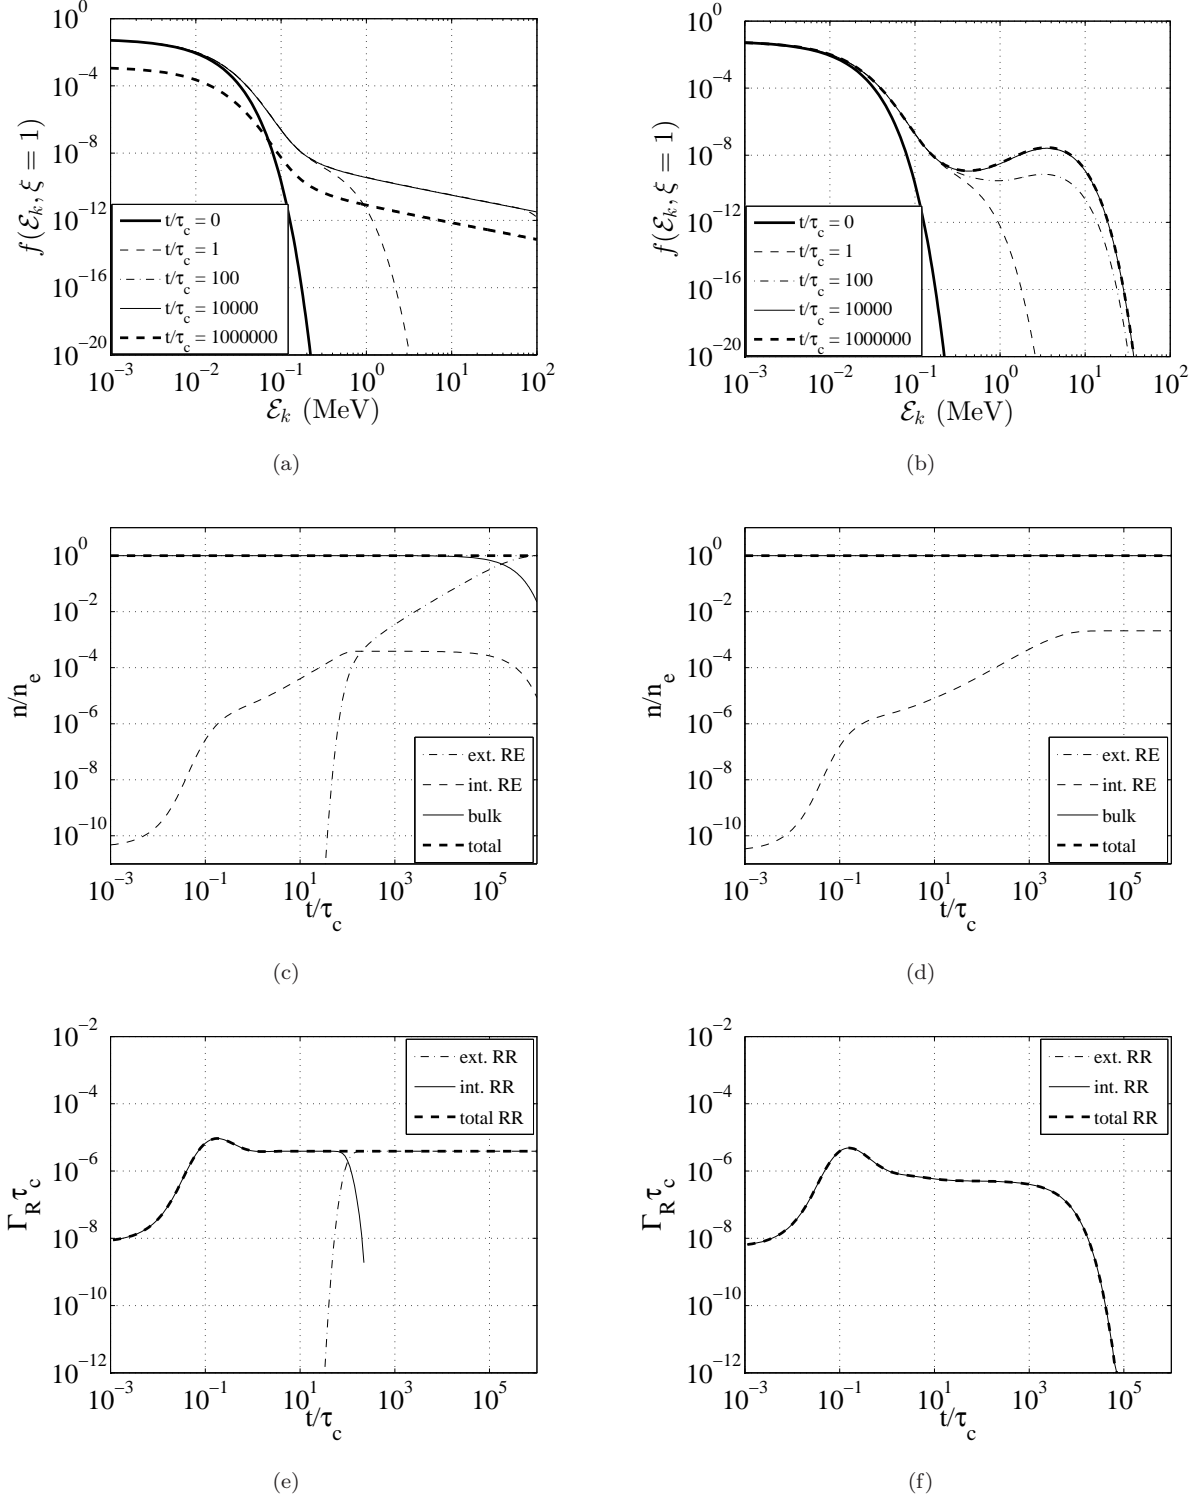 10^0
10^−4
10^−8
10^−12
10^−16
10^−20
f(ℰ_k, ξ = 1)
t/τ_c = 0
t/τ_c = 1
t/τ_c = 100
t/τ_c = 10000
t/τ_c = 1000000
10^−3 10^−2 10^−1 10^0 10^1 10^2
ℰ_k (MeV)
(a)
10^0
10^−4
10^−8
10^−12
10^−16
10^−20
f(ℰ_k, ξ = 1)
t/τ_c = 0
t/τ_c = 1
t/τ_c = 100
t/τ_c = 10000
t/τ_c = 1000000
10^−3 10^−2 10^−1 10^0 10^1 10^2
ℰ_k (MeV)
(b)
10^0
10^−2
10^−4
10^−6
10^−8
10^−10
n/n_e
ext. RE
int. RE
bulk
total
10^−3 10^−1 10^1 10^3 10^5
t/τ_c
(c)
10^0
10^−2
10^−4
10^−6
10^−8
10^−10
n/n_e
ext. RE
int. RE
bulk
total
10^−3 10^−1 10^1 10^3 10^5
t/τ_c
(d)
10^−2
10^−4
10^−6
10^−8
10^−10
10^−12
Γ_R τ_c
ext. RR
int. RR
total RR
10^−3 10^−1 10^1 10^3 10^5
t/τ_c
(e)
10^−2
10^−4
10^−6
10^−8
10^−10
10^−12
Γ_R τ_c
ext. RR
int. RR
total RR
10^−3 10^−1 10^1 10^3 10^5
t/τ_c
(f)